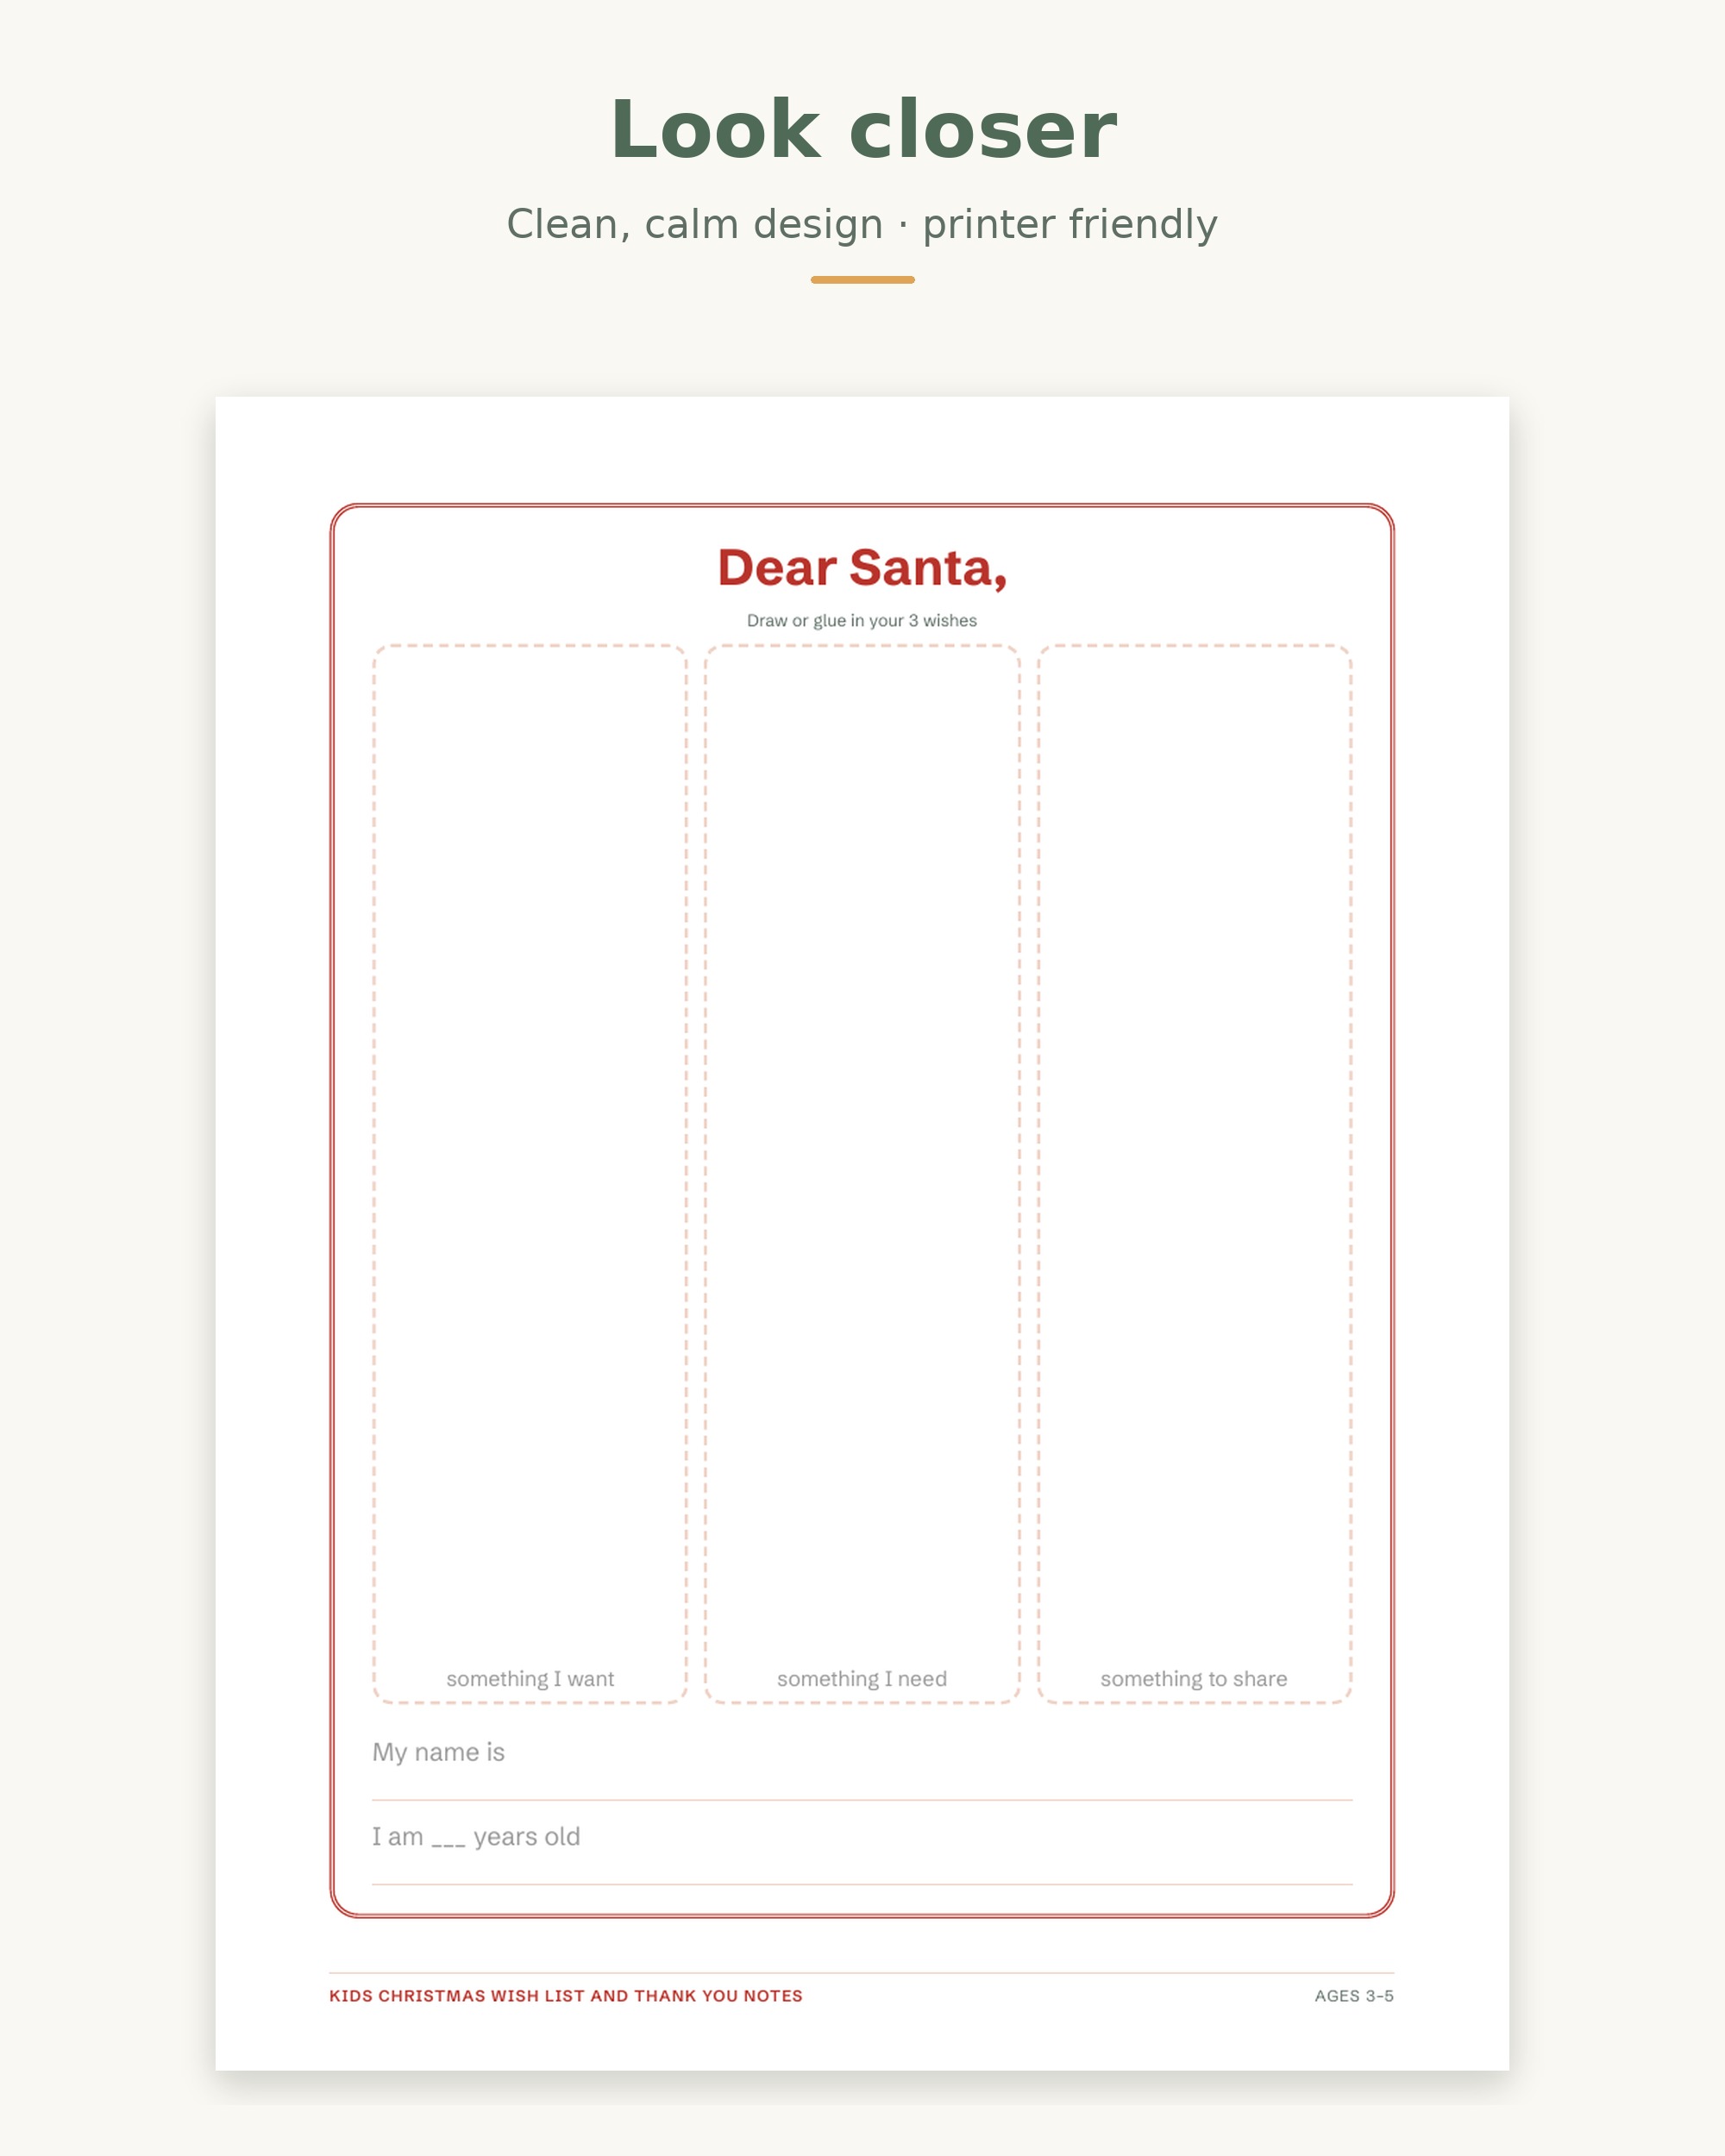 Look closer
Clean, calm design · printer friendly
Dear Santa,
Draw or glue in your 3 wishes
something I want
something I need
something to share
My name is
I am ___ years old
KIDS CHRISTMAS WISH LIST AND THANK YOU NOTES
AGES 3–5